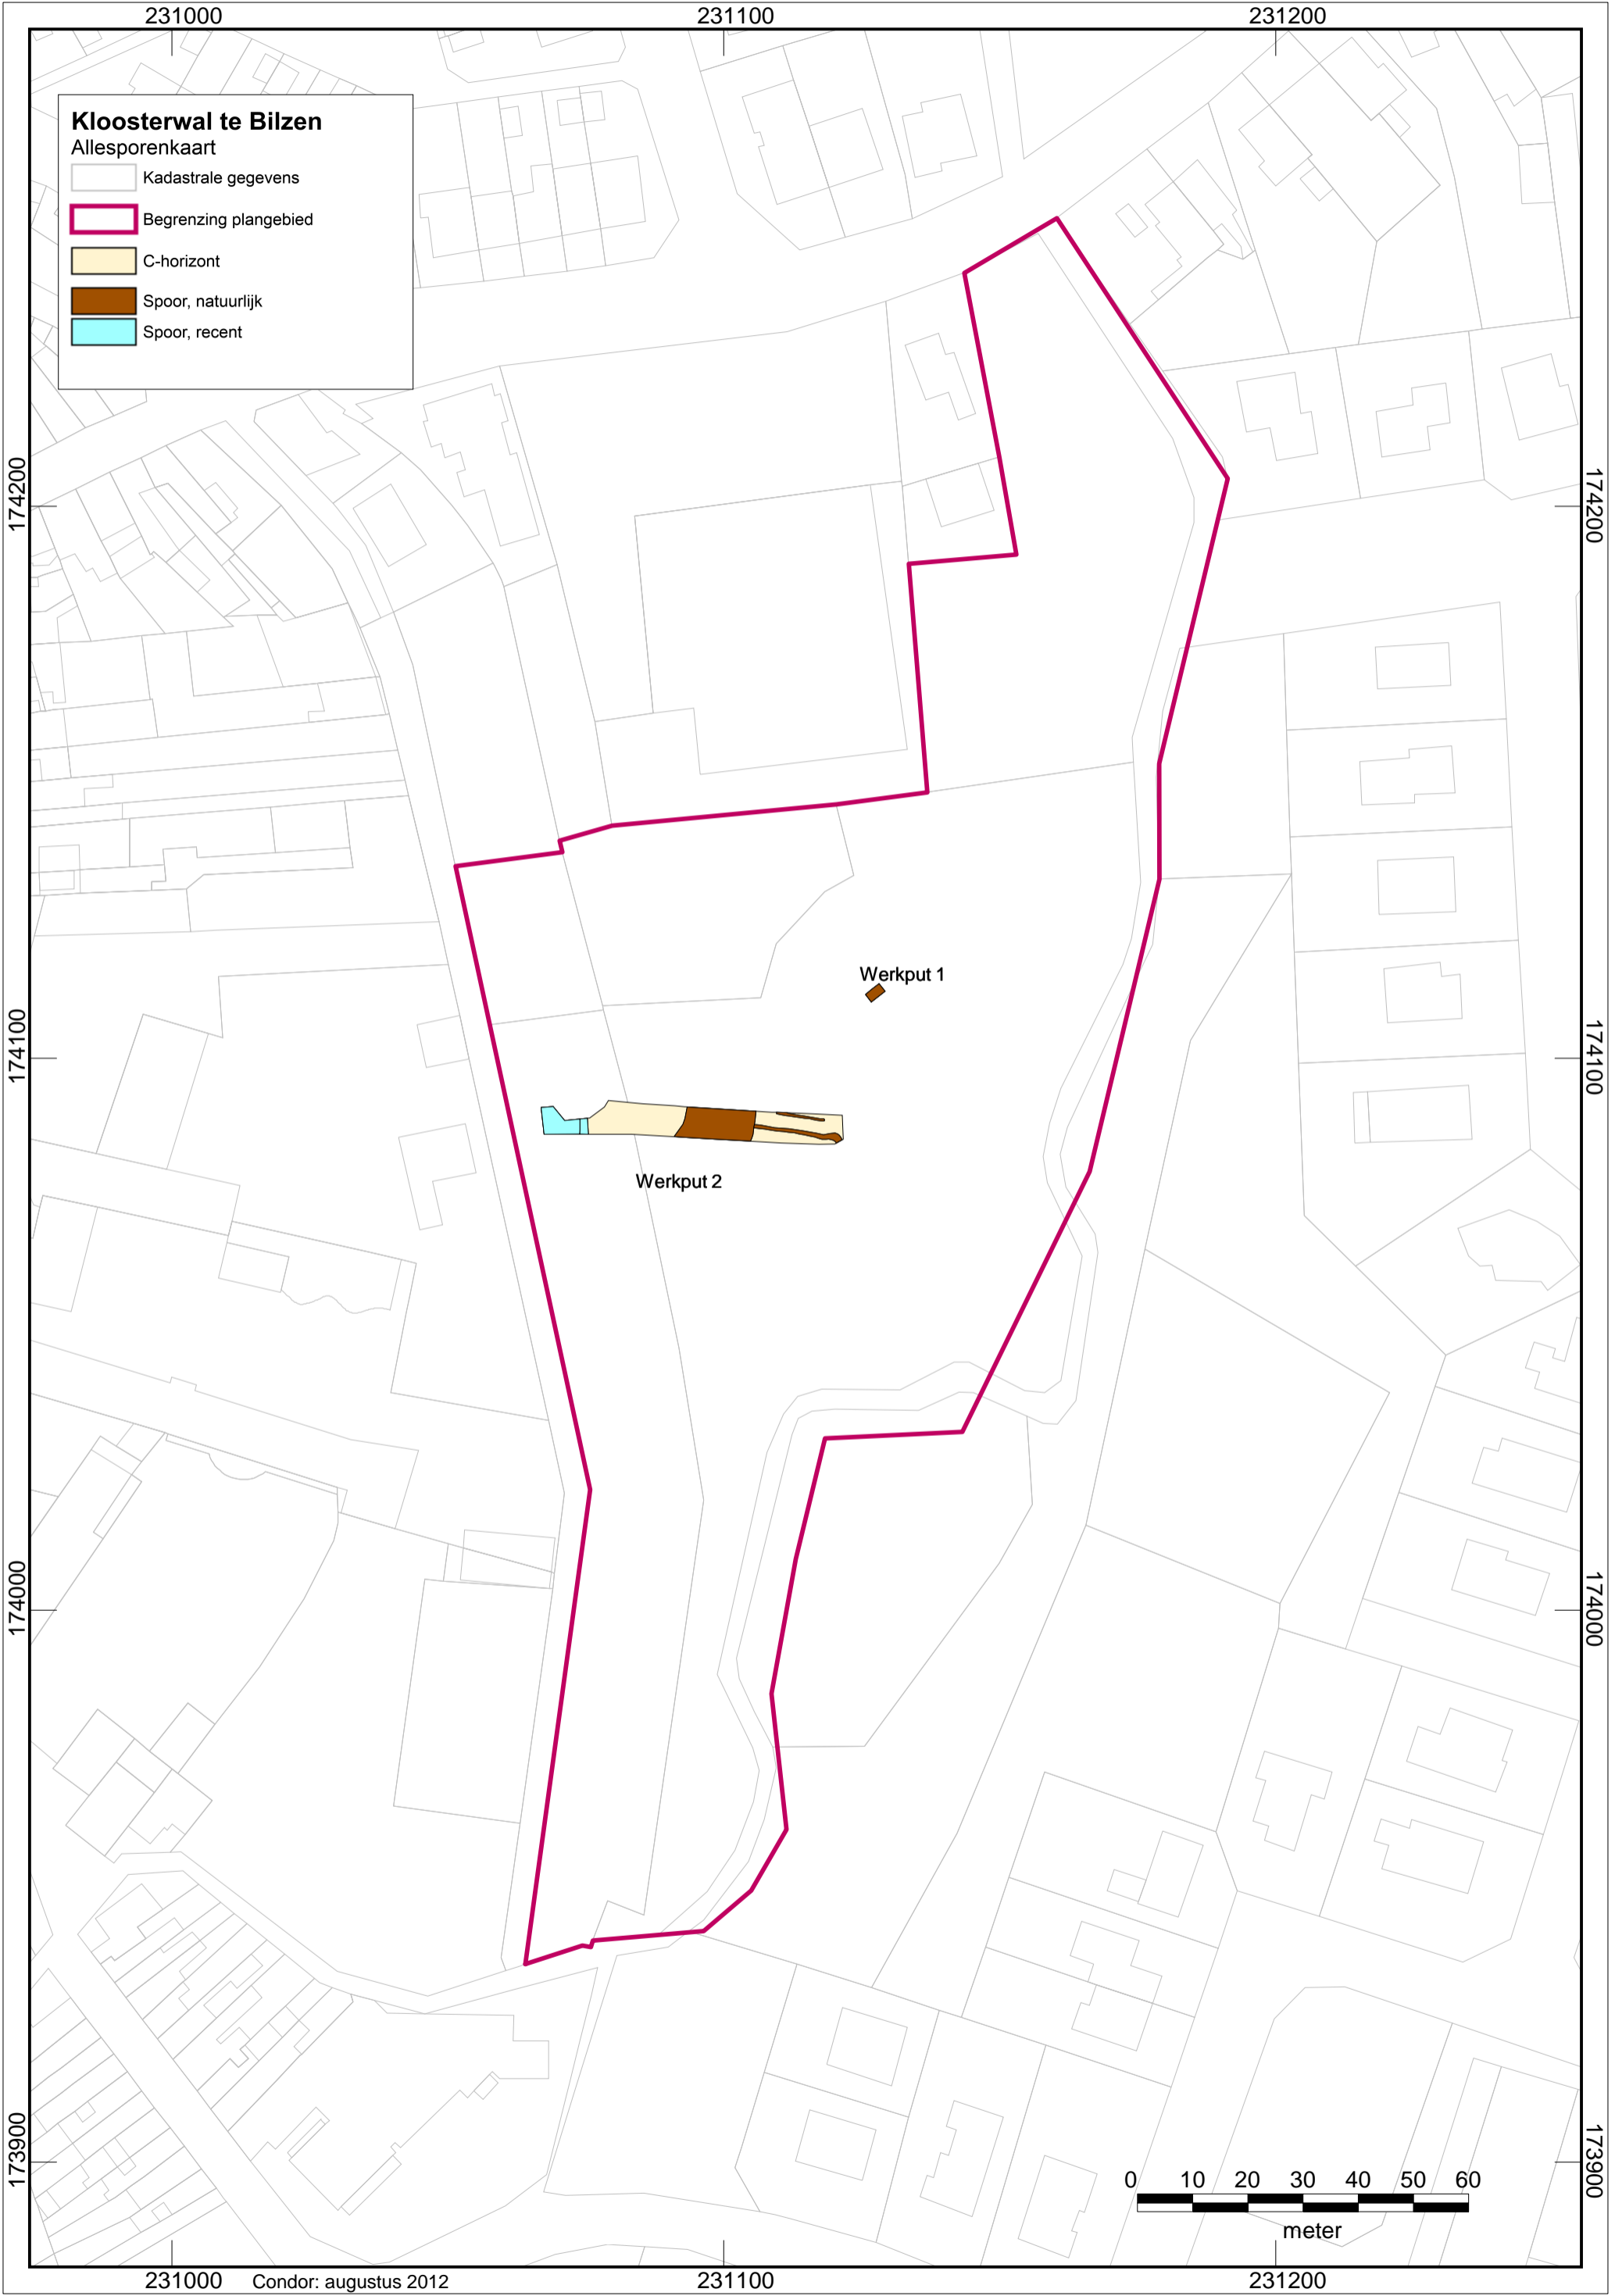 231000 231100 231200
Kloosterwal te Bilzen
Allesporenkaart
Kadastrale gegevens
Begrenzing plangebied
C-horizont
Spoor, natuurlijk
Spoor, recent
174200 174200
Werkput 1
174100 174100
Werkput 2
174000 174000
173900 173900
0 10 20 30 40 50 60
meter
231000 Condor: augustus 2012 231100 231200